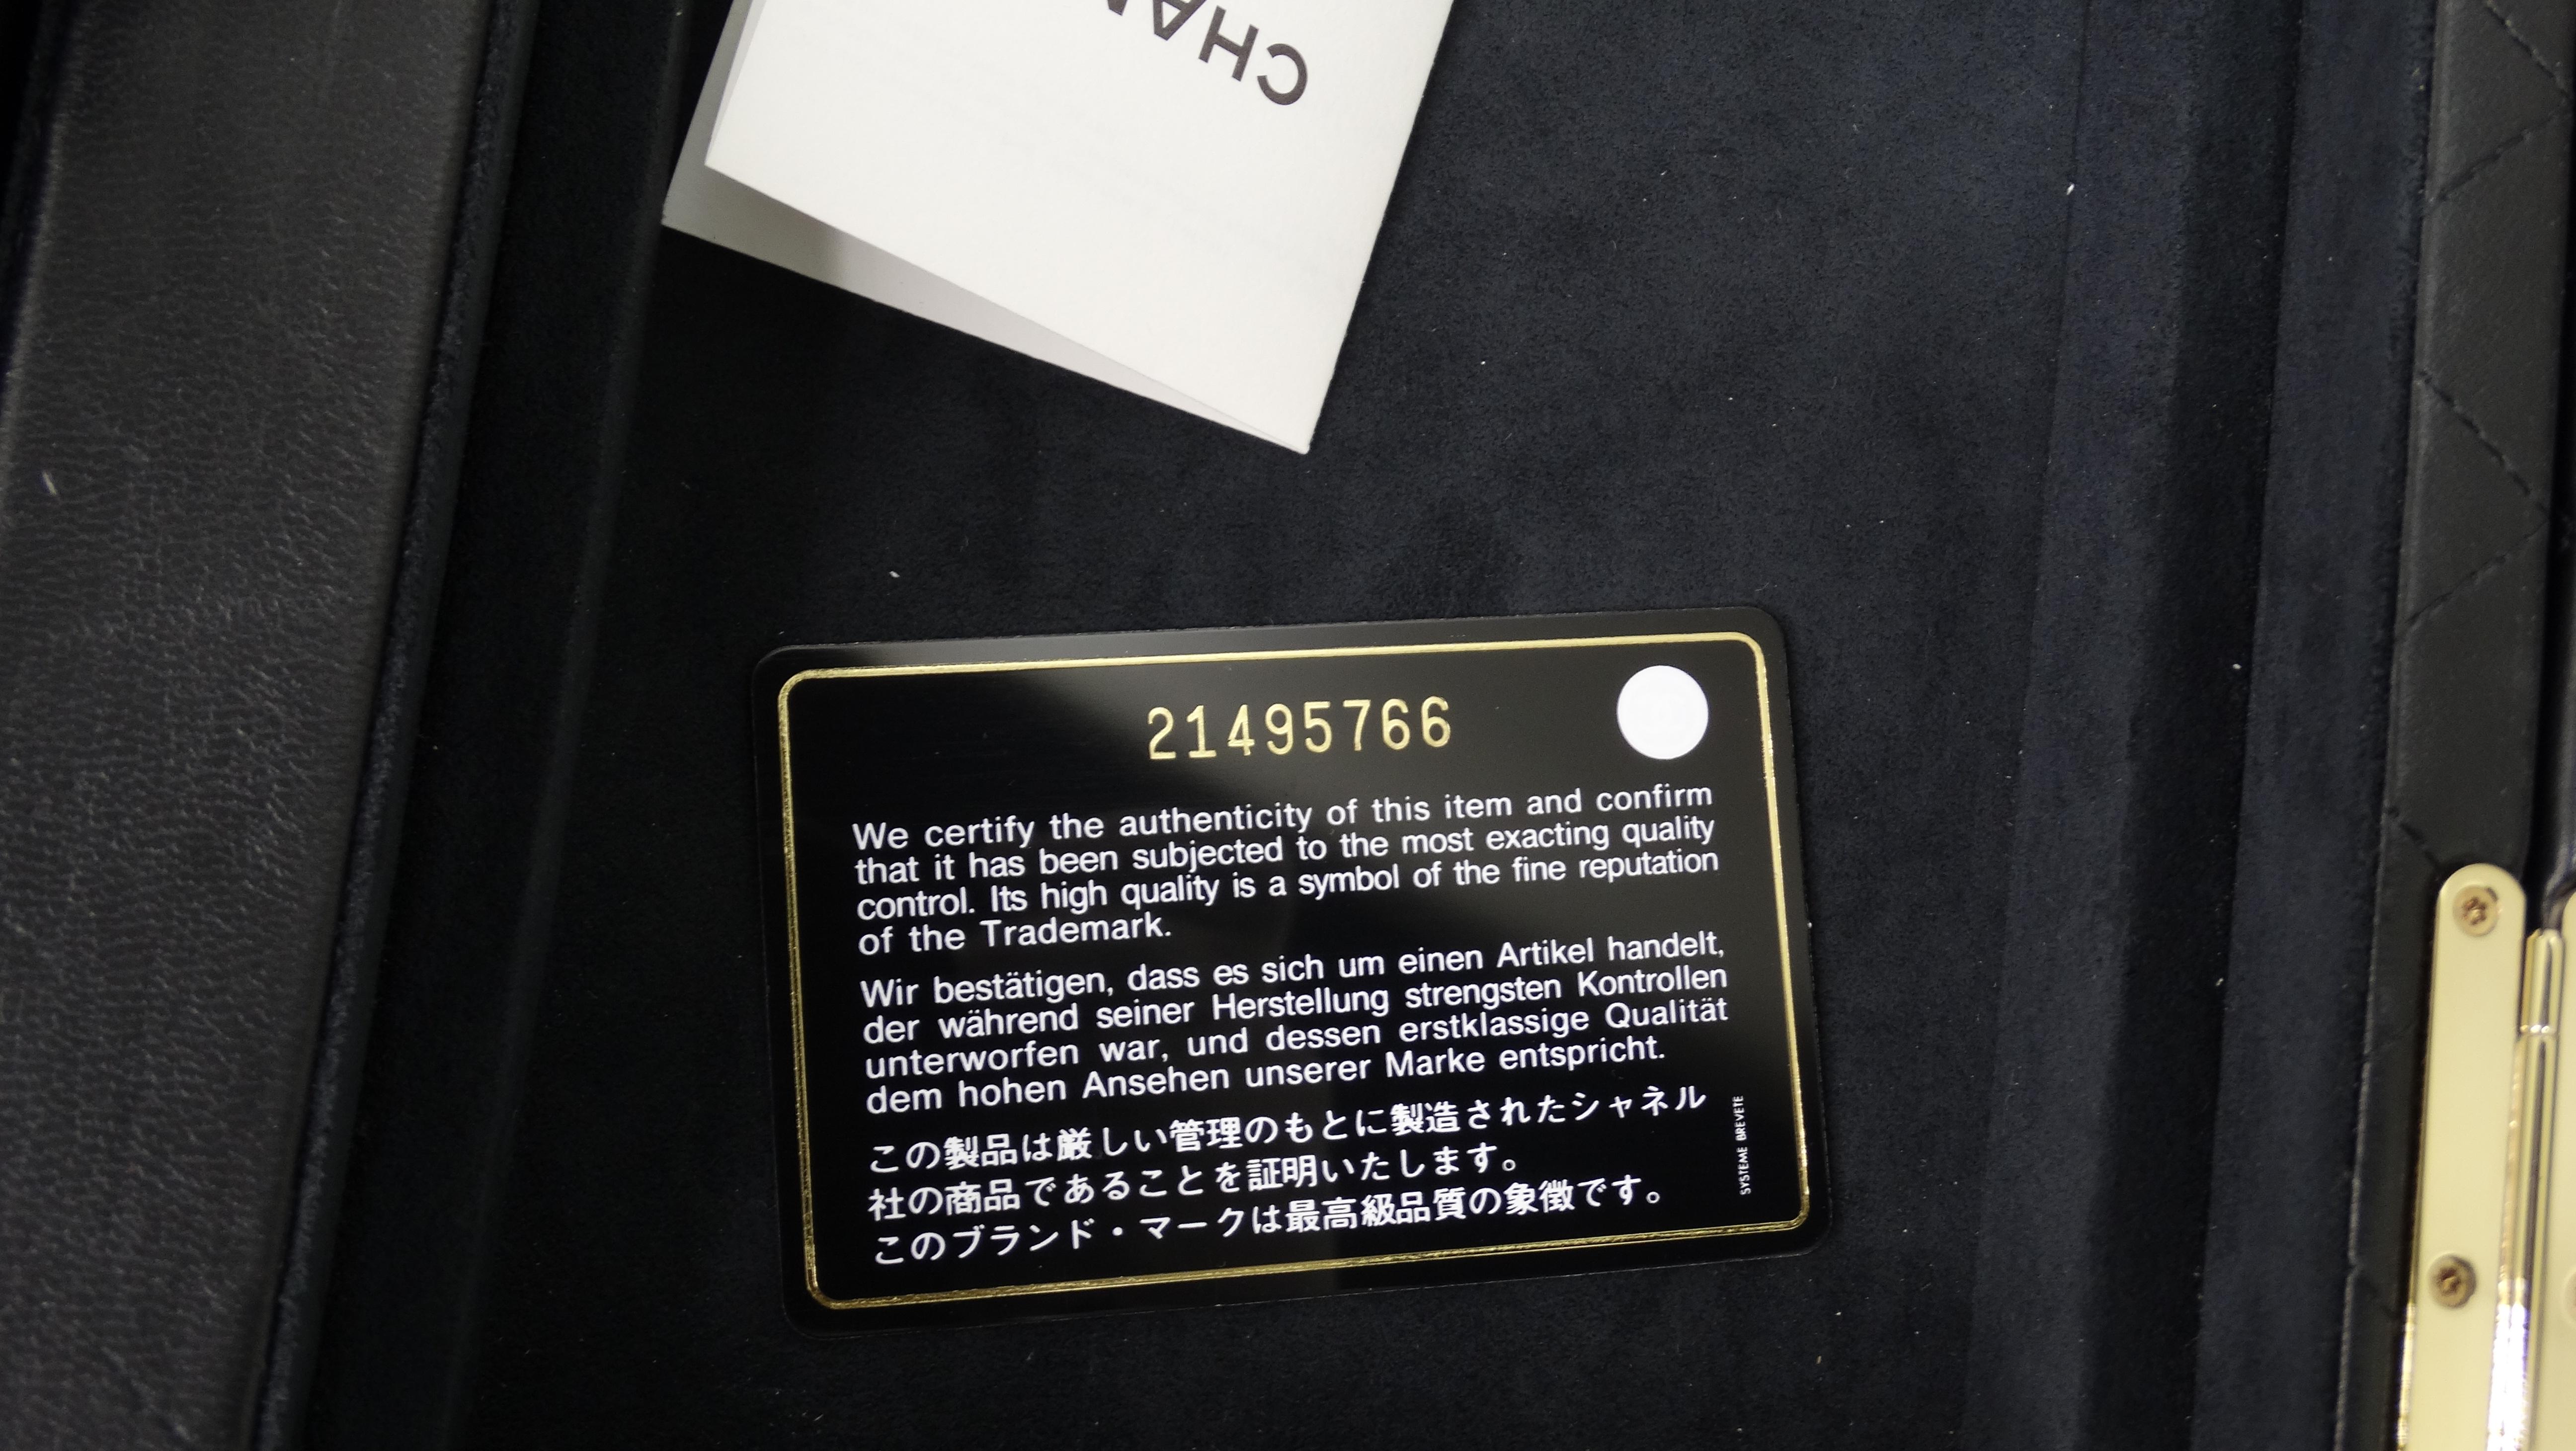 CHAN
21495766
We certify the authenticity of this item and confirm
that it has been subjected to the most exacting quality
control. Its high quality is a symbol of the fine reputation
of the Trademark.
Wir bestätigen, dass es sich um einen Artikel handelt,
der während seiner Herstellung strengsten Kontrollen
unterworfen war, und dessen erstklassige Qualität
dem hohen Ansehen unserer Marke entspricht.
この製品は厳しい管理のもとに製造されたシャネル
社の商品であることを証明いたします。
このブランド・マークは最高級品質の象徴です。
SYSTEME BREVETE